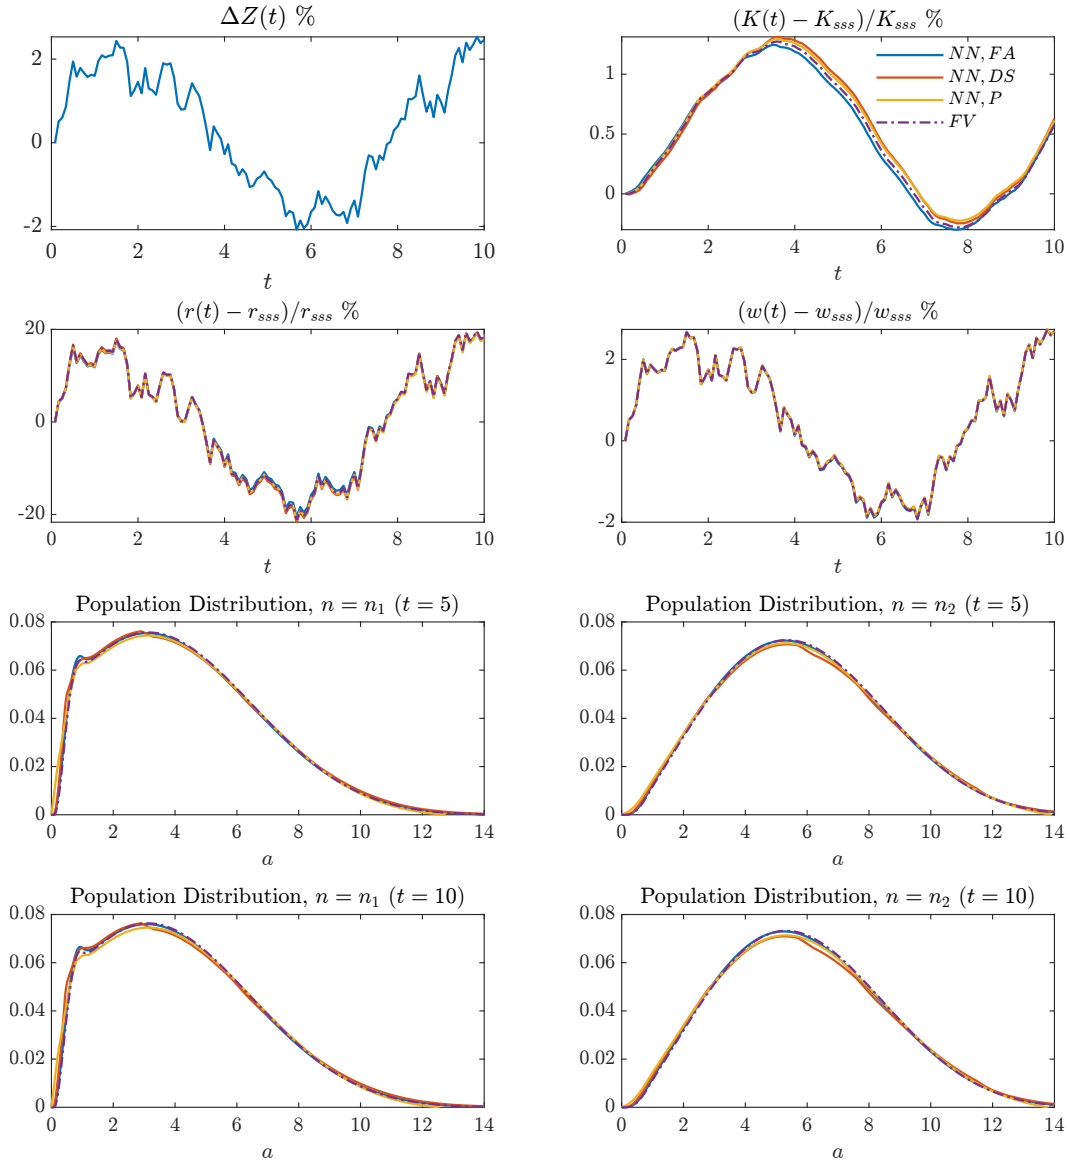 ΔZ(t) %
2
0
-2
0 2 4 6 8 10
t
(K(t) − K_sss)/K_sss %
1
0.5
0
0 2 4 6 8 10
t
NN, FA
NN, DS
NN, P
FV
(r(t) − r_sss)/r_sss %
20
0
-20
0 2 4 6 8 10
t
(w(t) − w_sss)/w_sss %
2
0
-2
0 2 4 6 8 10
t
Population Distribution, n = n₁ (t = 5)
0.08
0.06
0.04
0.02
0
0 2 4 6 8 10 12 14
a
Population Distribution, n = n₂ (t = 5)
0.08
0.06
0.04
0.02
0
0 2 4 6 8 10 12 14
a
Population Distribution, n = n₁ (t = 10)
0.08
0.06
0.04
0.02
0
0 2 4 6 8 10 12 14
a
Population Distribution, n = n₂ (t = 10)
0.08
0.06
0.04
0.02
0
0 2 4 6 8 10 12 14
a